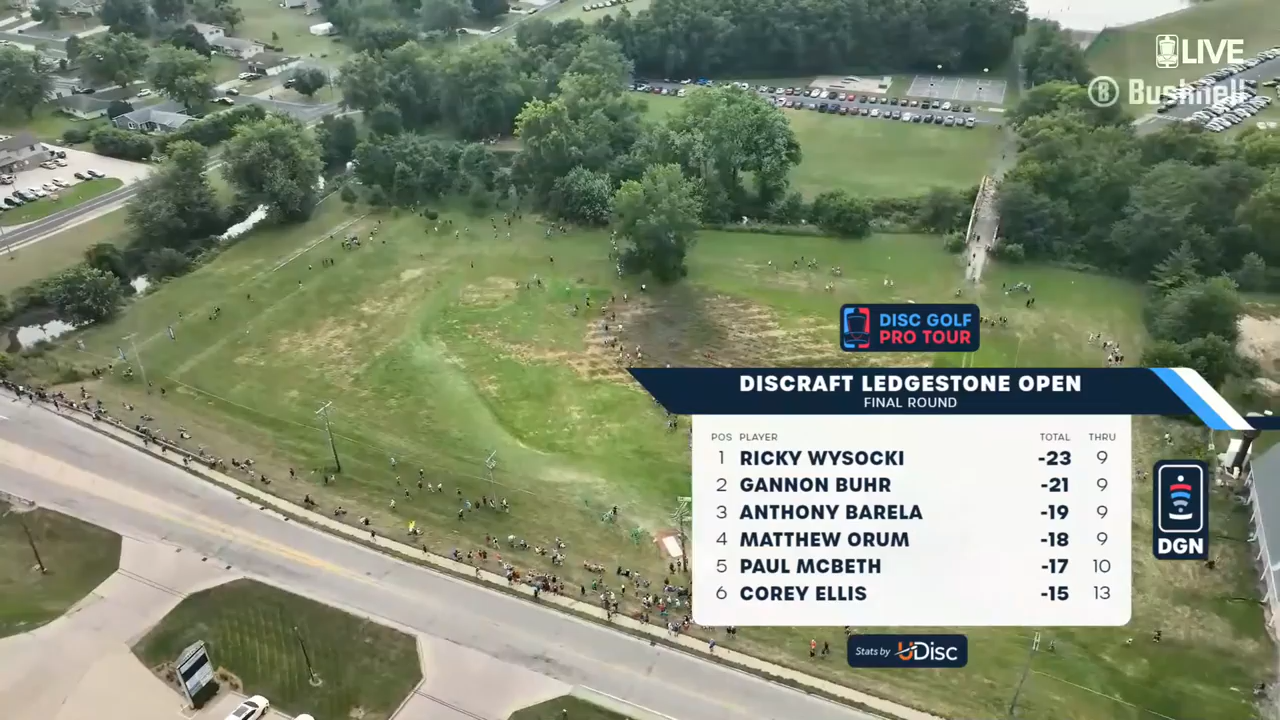 LIVE
B Bushnell
DISC GOLF
PRO TOUR
DISCRAFT LEDGESTONE OPEN
FINAL ROUND
POS PLAYER TOTAL THRU
1 RICKY WYSOCKI -23 9
2 GANNON BUHR -21 9
3 ANTHONY BARELA -19 9
4 MATTHEW ORUM -18 9
5 PAUL MCBETH -17 10
6 COREY ELLIS -15 13
DGN
Stats by UDisc